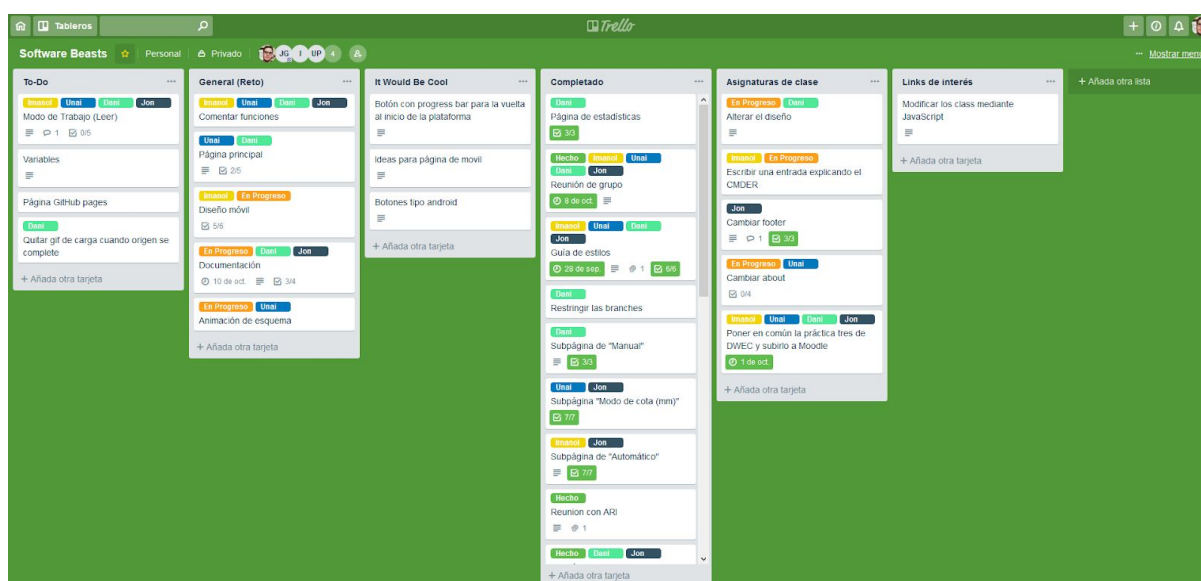 Tableros
Trello
Software Beasts
Personal
Privado
JG
I
UP
4
Mostrar menú
To-Do
Imanol Unai Dani Jon
Modo de Trabajo (Leer)
1 0/5
Variables
Página GitHub pages
Dani
Quitar gif de carga cuando origen se
complete
+ Añada otra tarjeta
General (Reto)
Imanol Unai Dani Jon
Comentar funciones
Unai Dani
Página principal
2/5
Imanol En Progreso
Diseño móvil
5/6
En Progreso Dani Jon
Documentación
10 de oct. 3/4
En Progreso Unai
Animación de esquema
+ Añada otra tarjeta
It Would Be Cool
Botón con progress bar para la vuelta
al inicio de la plataforma
Ideas para página de movil
Botones tipo android
+ Añada otra tarjeta
Completado
Dani
Página de estadísticas
3/3
Hecho Imanol Unai
Dani Jon
Reunión de grupo
8 de oct.
Imanol Unai Dani
Jon
Guía de estilos
28 de sep. 1 6/6
Dani
Restringir las branches
Dani
Subpágina de "Manual"
3/3
Unai Jon
Subpágina "Modo de cota (mm)"
7/7
Imanol Jon
Subpágina de "Automático"
7/7
Hecho
Reunion con ARI
1
Hecho Dani Jon
+ Añada otra tarjeta
Asignaturas de clase
En Progreso Dani
Alterar el diseño
Imanol En Progreso
Escribir una entrada explicando el
CMDER
Jon
Cambiar footer
1 3/3
En Progreso Unai
Cambiar about
0/4
Imanol Unai Dani Jon
Poner en común la práctica tres de
DWEC y subirlo a Moodle
1 de oct.
+ Añada otra tarjeta
Links de interés
Modificar los class mediante
JavaScript
+ Añada otra tarjeta
+ Añada otra lista